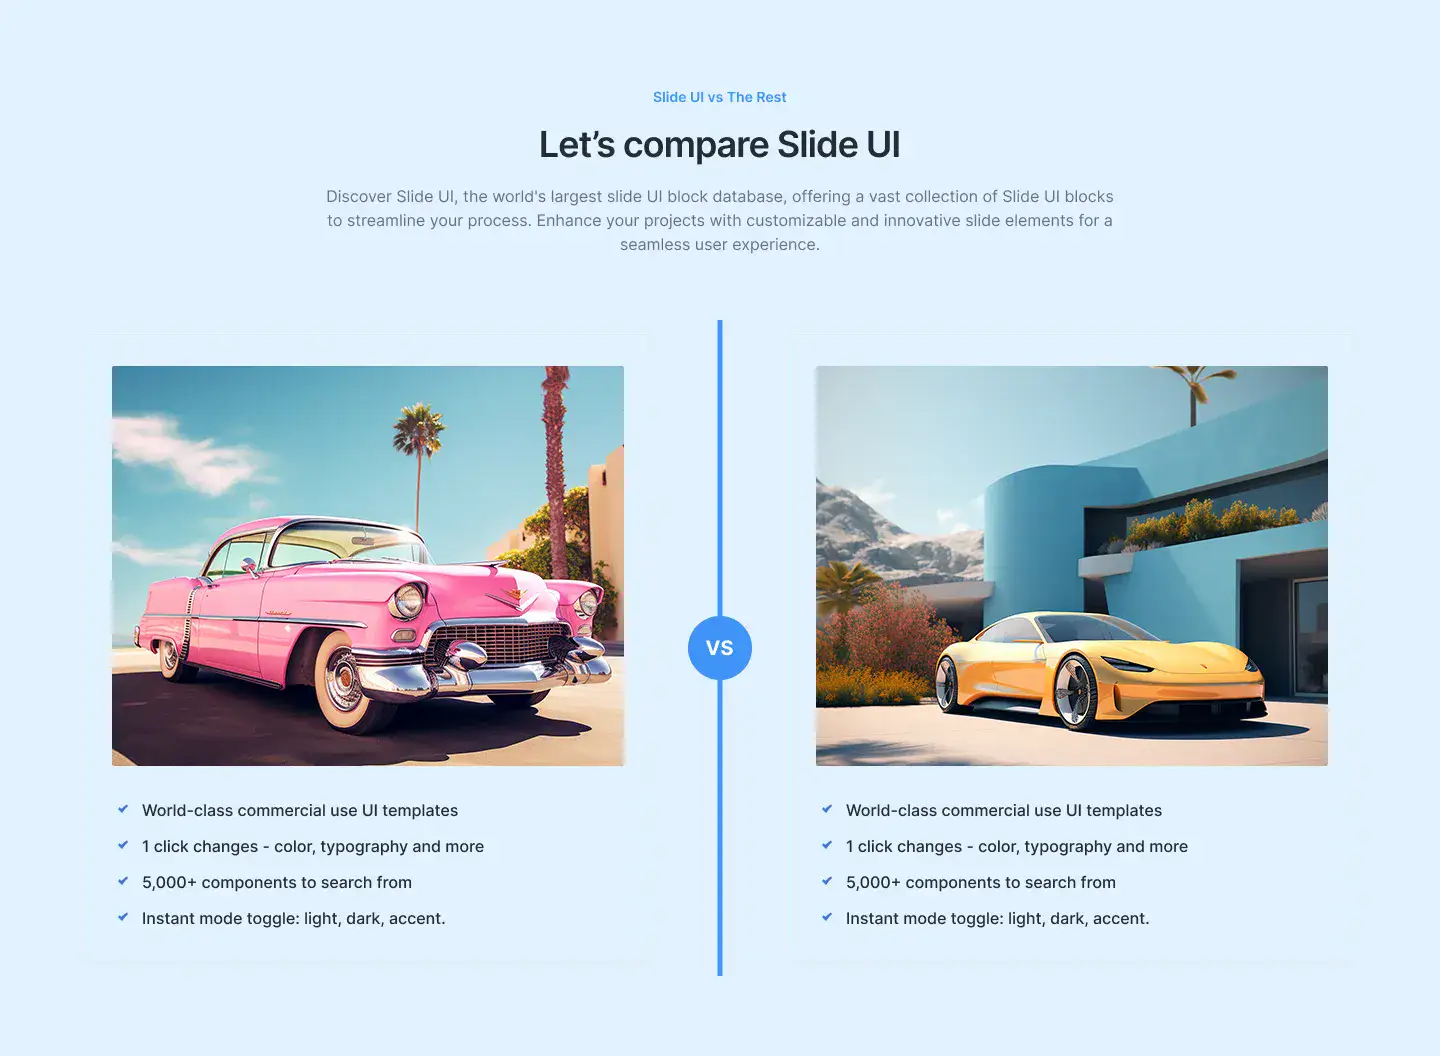 Slide UI vs The Rest
Let’s compare Slide UI
Discover Slide UI, the world's largest slide UI block database, offering a vast collection of Slide UI blocks
to streamline your process. Enhance your projects with customizable and innovative slide elements for a
seamless user experience.
VS
World-class commercial use UI templates
1 click changes - color, typography and more
5,000+ components to search from
Instant mode toggle: light, dark, accent.
World-class commercial use UI templates
1 click changes - color, typography and more
5,000+ components to search from
Instant mode toggle: light, dark, accent.